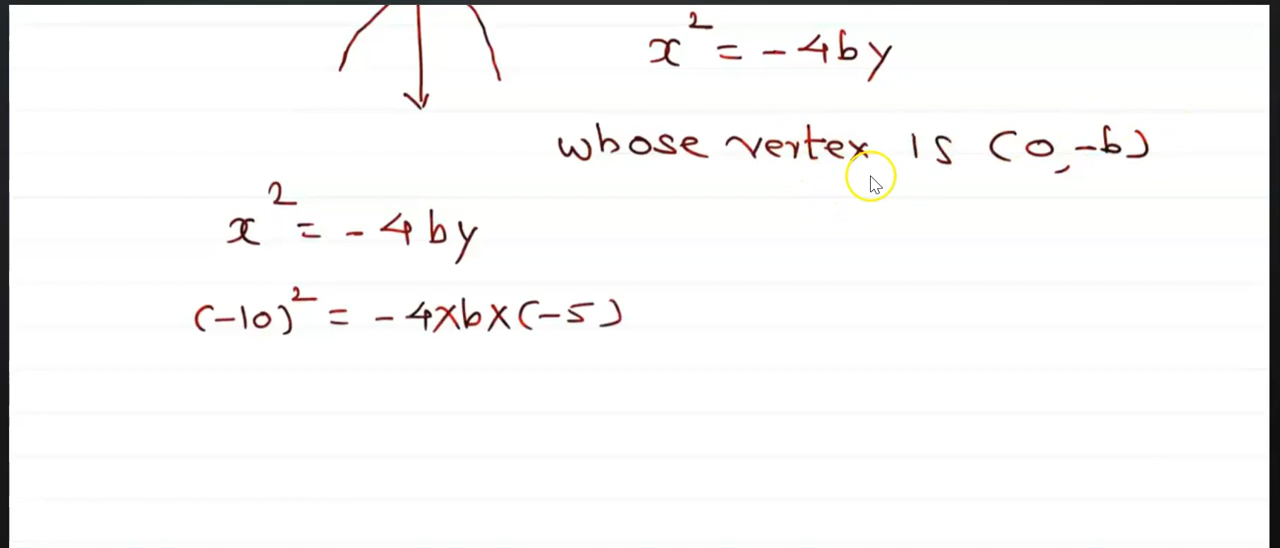 x² = -4by
whose vertex is (0,-b)
x² = -4by
(-10)² = -4×b×(-5)